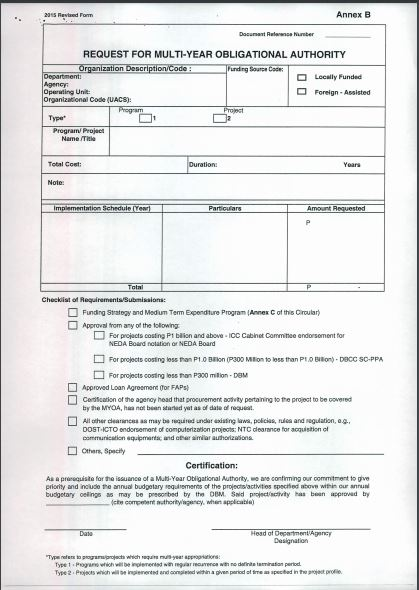 2015 Revised Form
Annex B
Document Reference Number
REQUEST FOR MULTI-YEAR OBLIGATIONAL AUTHORITY
Organization Description/Code :
Funding Source Code:
Department:
Agency:
Operating Unit:
Organizational Code (UACS):
Locally Funded
Foreign - Assisted
Program Project
Type* 1 2
Program/ Project
Name /Title
Total Cost: Duration: Years
Note:
Implementation Schedule (Year) Particulars Amount Requested
P
Total P -
Checklist of Requirements/Submissions:
Funding Strategy and Medium Term Expenditure Program (Annex C of this Circular)
Approval from any of the following:
For projects costing P1 billion and above - ICC Cabinet Committee endorsement for
NEDA Board notation or NEDA Board
For projects costing less than P1.0 Billion (P300 Million to less than P1.0 Billion) - DBCC SC-PPA
For projects costing less than P300 million - DBM
Approved Loan Agreement (for FAPs)
Certification of the agency head that procurement activity pertaining to the project to be covered
by the MYOA, has not been started yet as of date of request.
All other clearances as may be required under existing laws, policies, rules and regulation, e.g.,
DOST-ICTO endorsement of computerization projects; NTC clearance for acquisition of
communication equipments; and other similar authorizations.
Others, Specify
Certification:
As a prerequisite for the issuance of a Multi-Year Obligational Authority, we are confirming our commitment to give
priority and include the annual budgetary requirements of the projects/activities specified above within our annual
budgetary ceilings as may be prescribed by the DBM. Said project/activity has been approved by
(cite competent authority/agency, when applicable)
Date
Head of Department/Agency
Designation
*Type refers to programs/projects which require multi-year appropriations:
Type 1 - Programs which will be implemented with regular recurrence with no definite termination period.
Type 2 - Projects which will be implemented and completed within a given period of time as specified in the project profile.